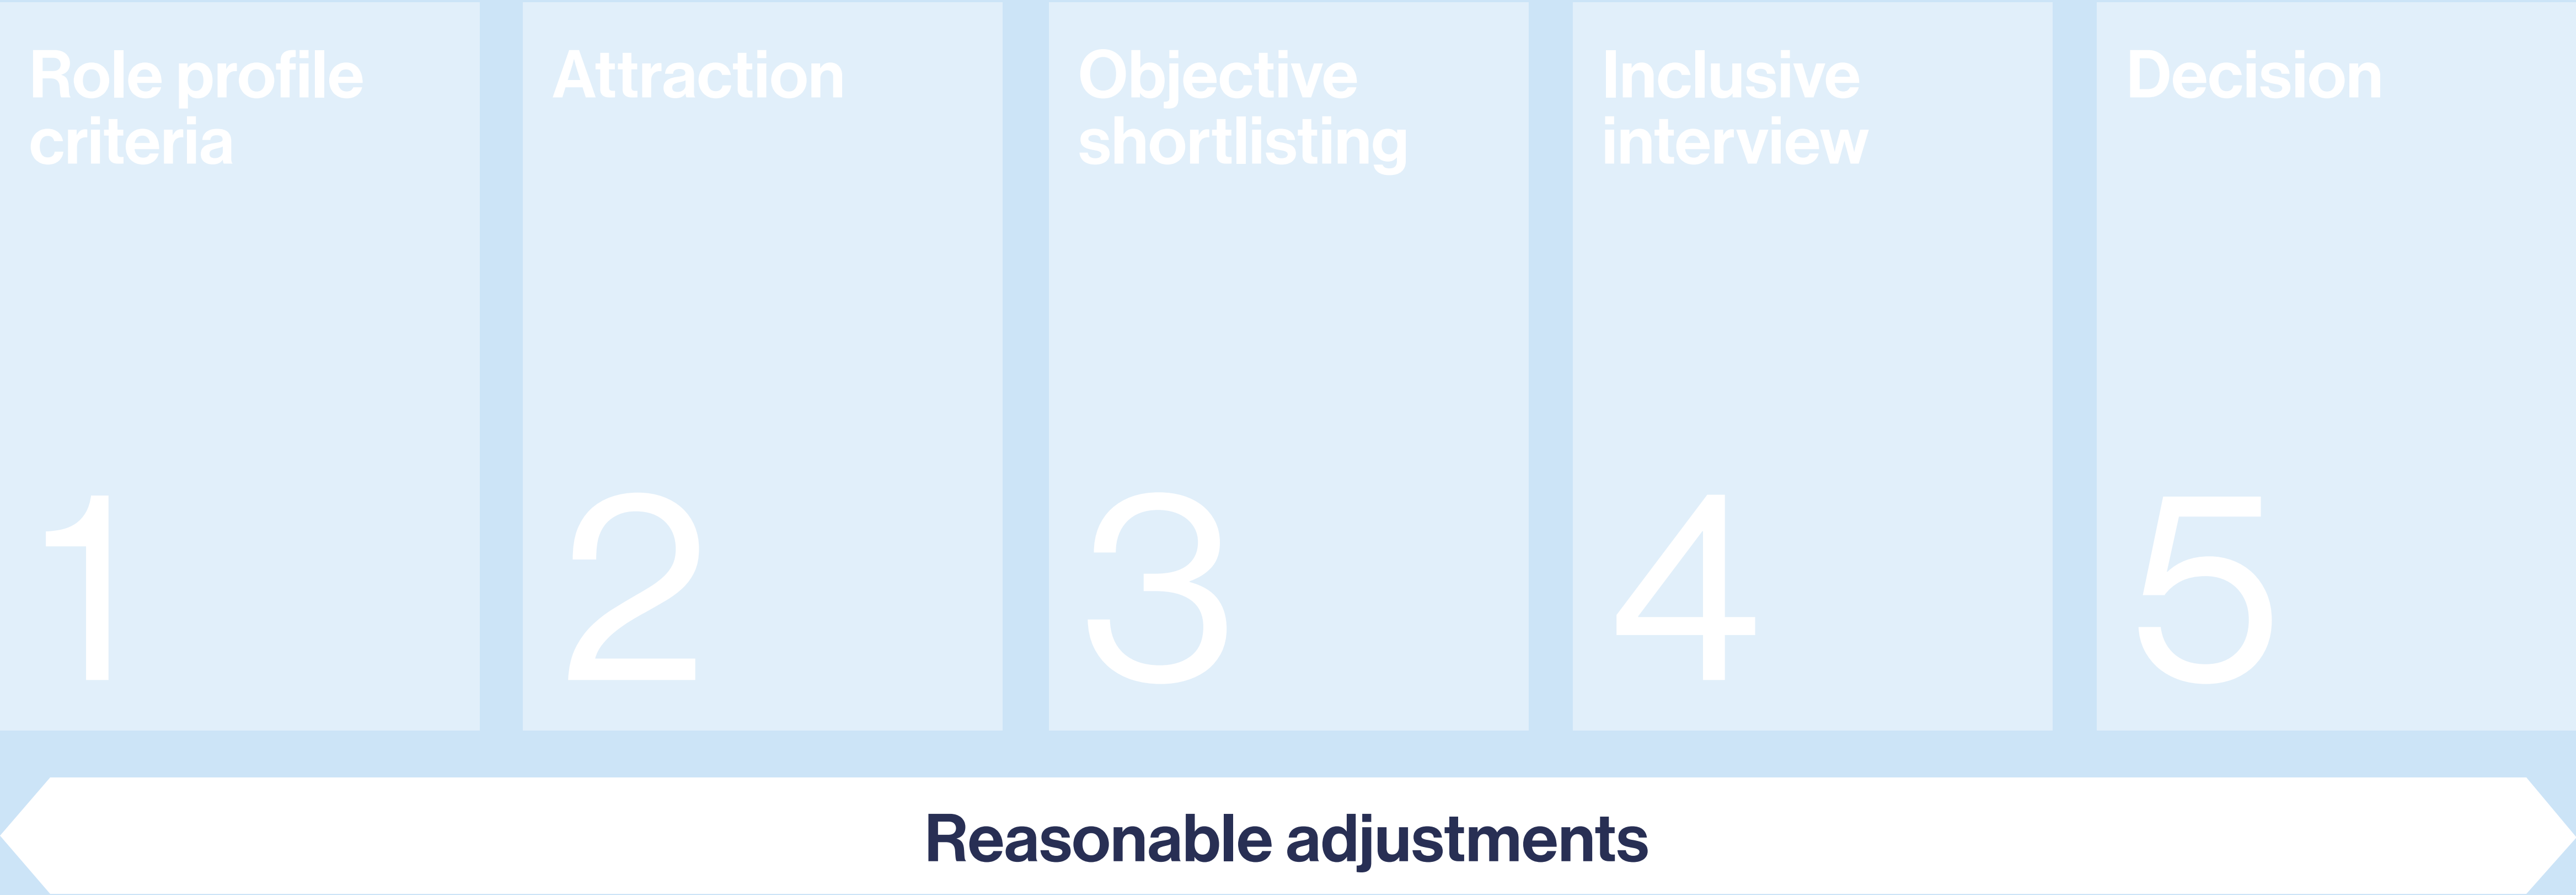 Role profile
criteria
1
Attraction
2
Objective
shortlisting
3
Inclusive
interview
4
Decision
5
Reasonable adjustments